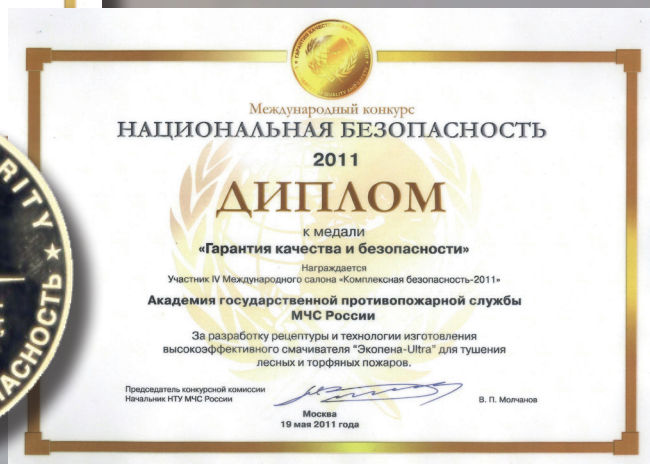 Международный конкурс
НАЦИОНАЛЬНАЯ БЕЗОПАСНОСТЬ
2011
ДИПЛОМ
к медали
«Гарантия качества и безопасности»
Награждается
Участник IV Международного салона «Комплексная безопасность-2011»
Академия государственной противопожарной службы
МЧС России
За разработку рецептуры и технологии изготовления
высокоэффективного смачивателя "Экопена-Ultra" для тушения
лесных и торфяных пожаров.
Председатель конкурсной комиссии
Начальник НТУ МЧС России
В. П. Молчанов
Москва
19 мая 2011 года